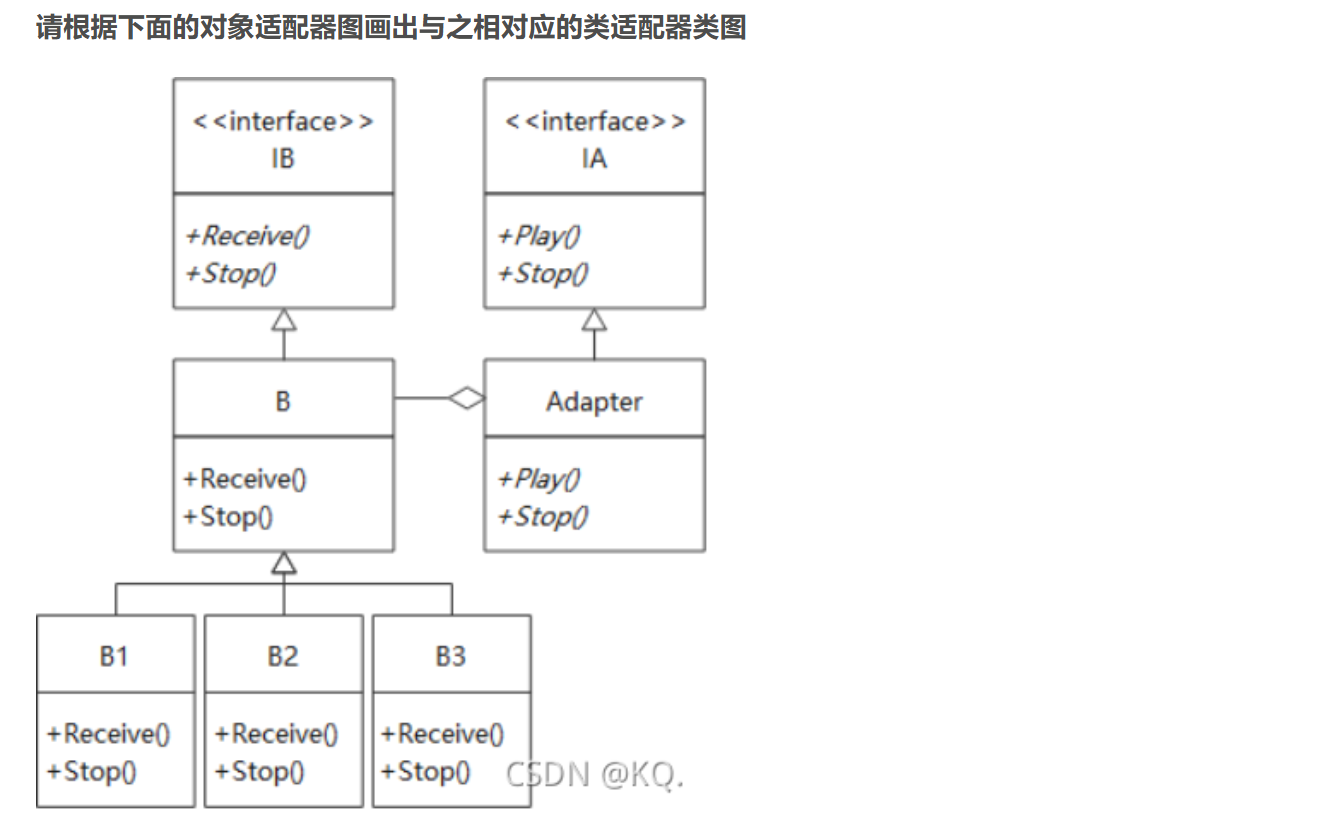 请根据下面的对象适配器图画出与之相对应的类适配器类图
<<interface>>
IB
+Receive()
+Stop()
<<interface>>
IA
+Play()
+Stop()
B
+Receive()
+Stop()
Adapter
+Play()
+Stop()
B1
+Receive()
+Stop()
B2
+Receive()
+Stop()
B3
+Receive()
+Stop()
CSDN @KQ.